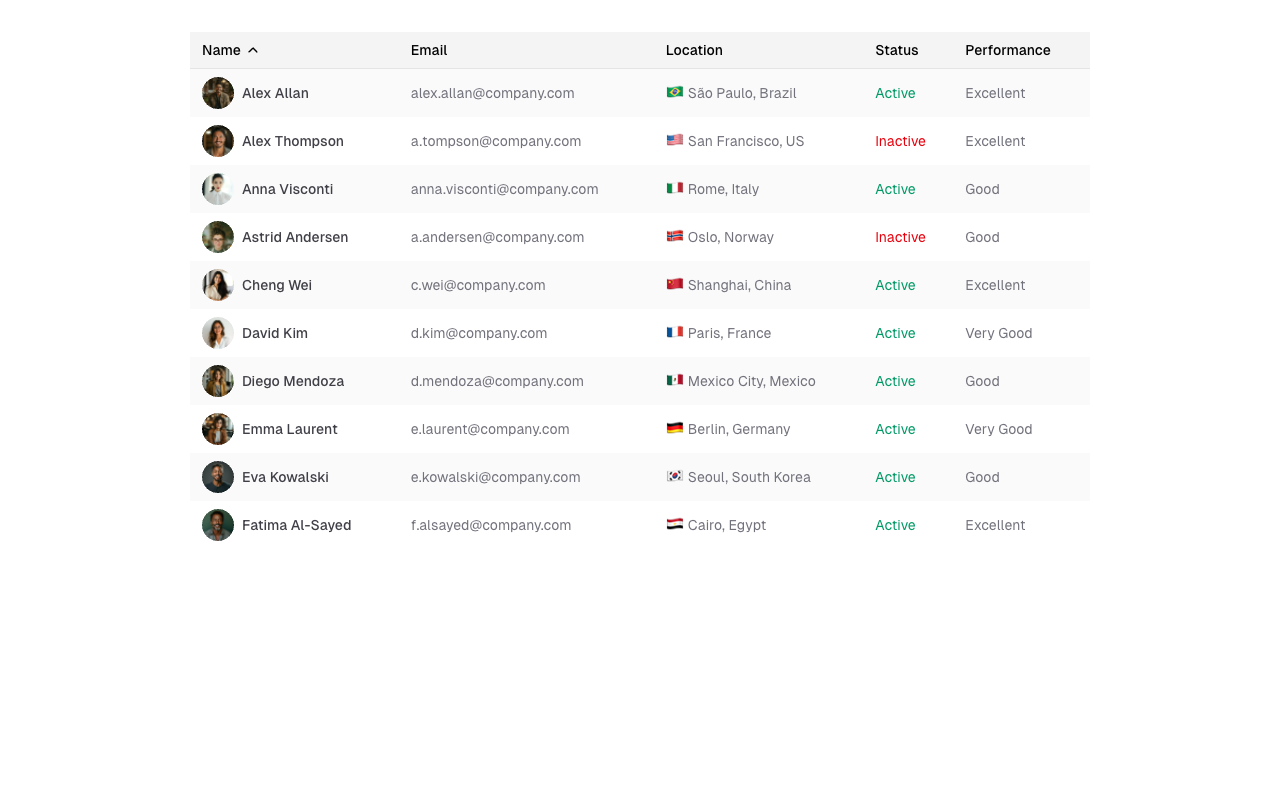 Name Email Location Status Performance
Alex Allan alex.allan@company.com São Paulo, Brazil Active Excellent
Alex Thompson a.tompson@company.com San Francisco, US Inactive Excellent
Anna Visconti anna.visconti@company.com Rome, Italy Active Good
Astrid Andersen a.andersen@company.com Oslo, Norway Inactive Good
Cheng Wei c.wei@company.com Shanghai, China Active Excellent
David Kim d.kim@company.com Paris, France Active Very Good
Diego Mendoza d.mendoza@company.com Mexico City, Mexico Active Good
Emma Laurent e.laurent@company.com Berlin, Germany Active Very Good
Eva Kowalski e.kowalski@company.com Seoul, South Korea Active Good
Fatima Al-Sayed f.alsayed@company.com Cairo, Egypt Active Excellent